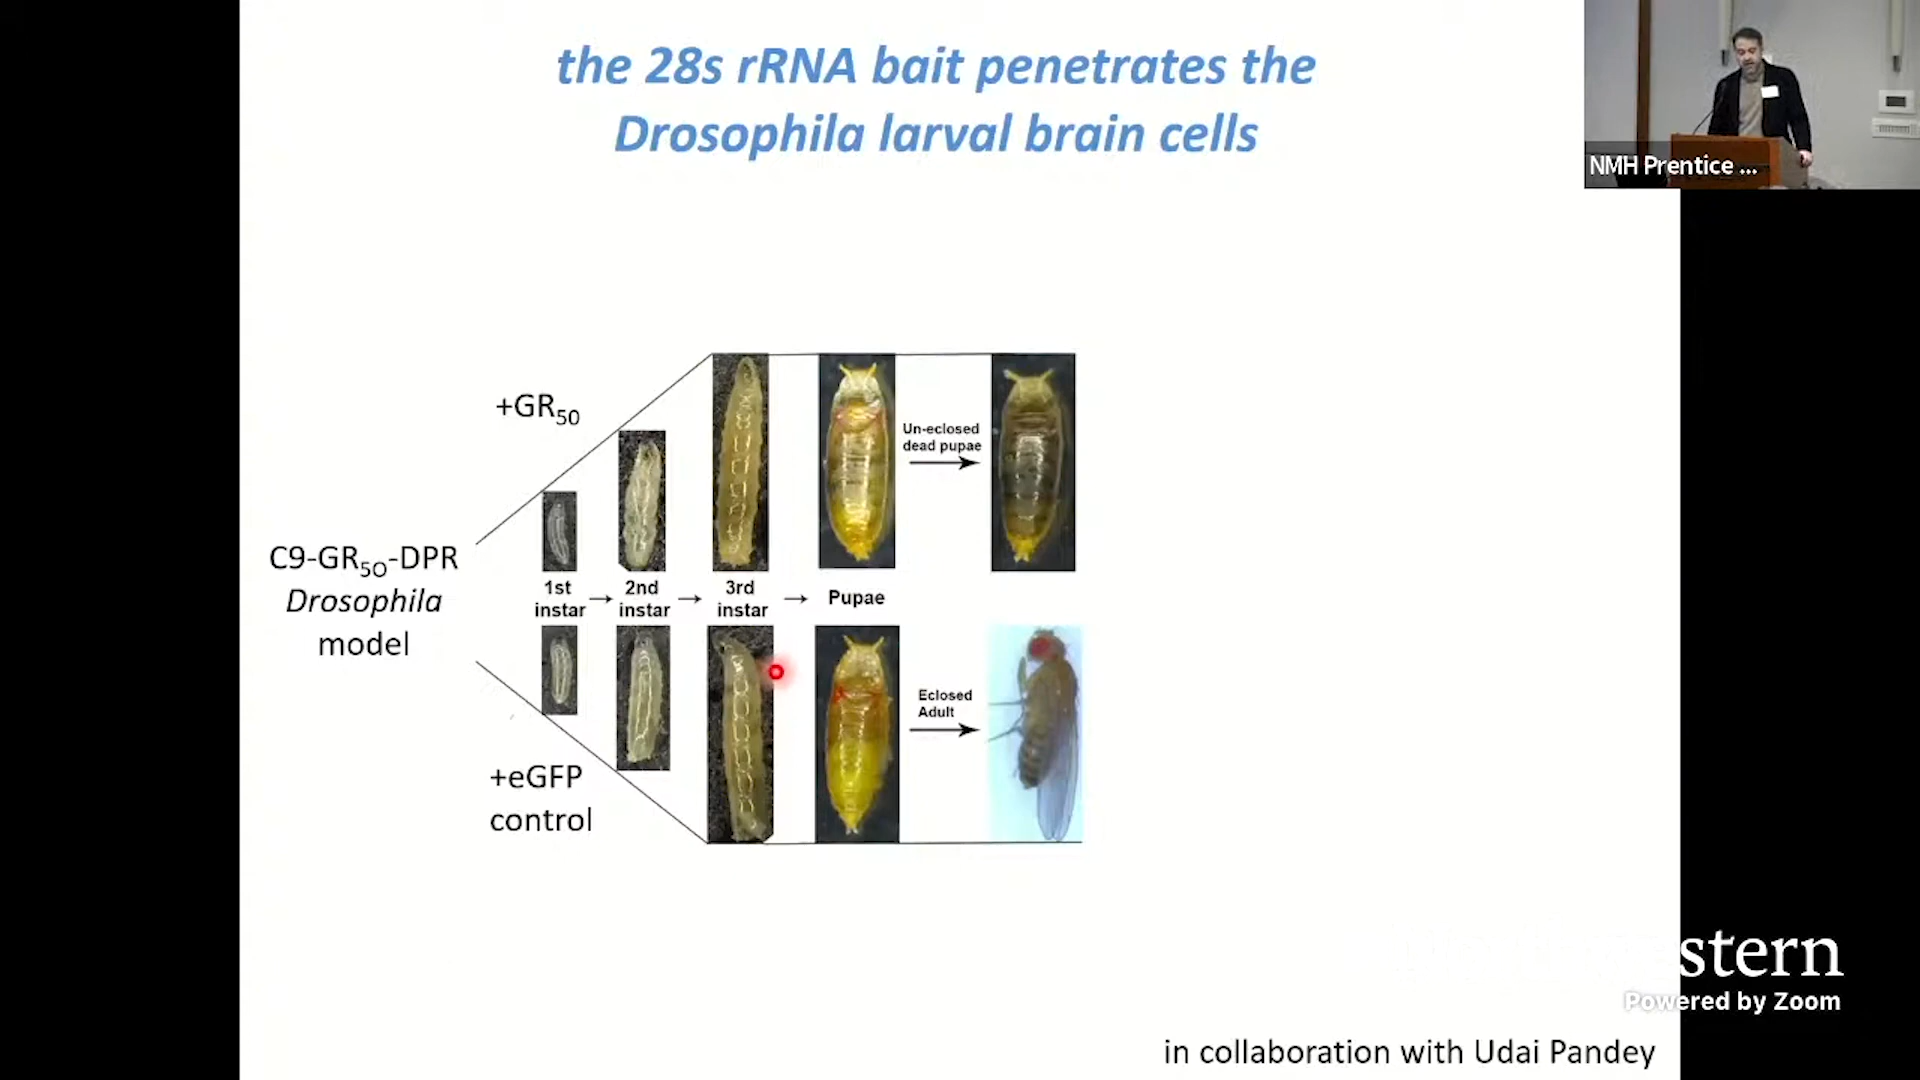 the 28s rRNA bait penetrates the
Drosophila larval brain cells
NMH Prentice ...
+GR50
Un-eclosed
dead pupae
C9-GR50-DPR
Drosophila
model
1st
instar
2nd
instar
3rd
instar
Pupae
Eclosed
Adult
+eGFP
control
stern
Powered by Zoom
in collaboration with Udai Pandey